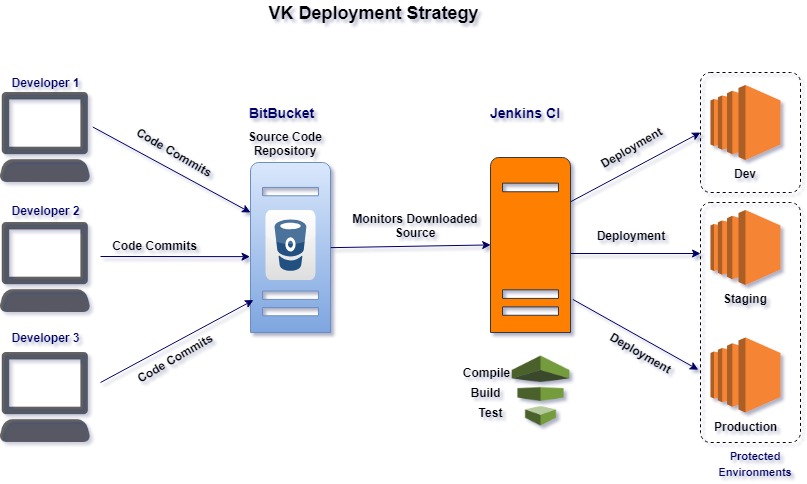 VK Deployment Strategy
Developer 1
Code Commits
Developer 2
Code Commits
Developer 3
Code Commits
BitBucket
Source Code
Repository
Monitors Downloaded
Source
Jenkins CI
Compile
Build
Test
Deployment
Deployment
Deployment
Dev
Staging
Production
Protected
Environments